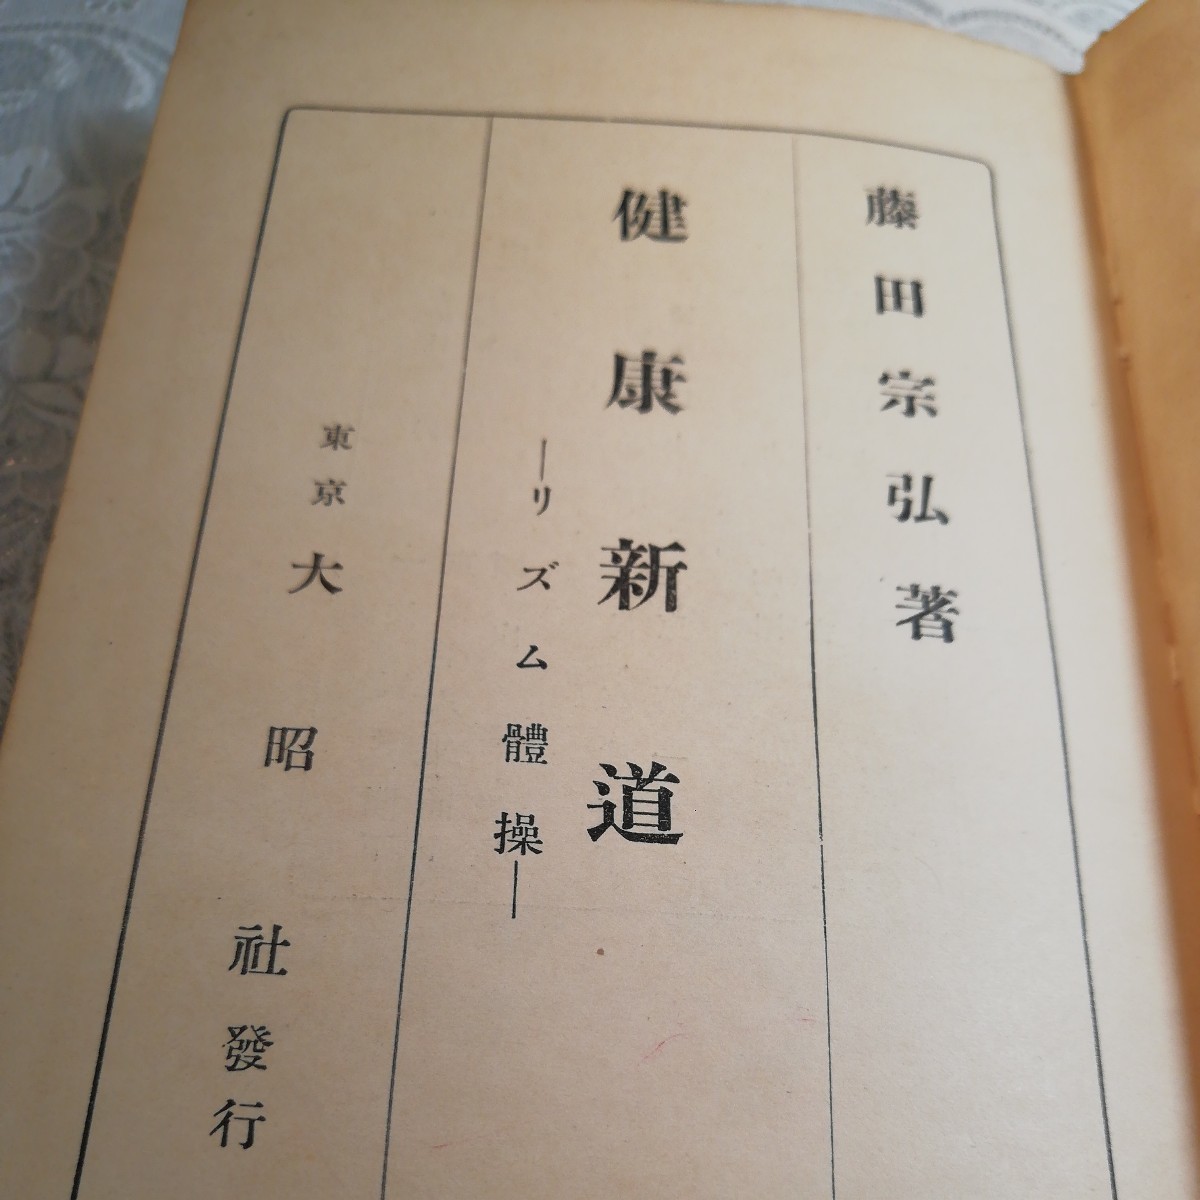 藤田宗弘著
健康新道
―リズム體操―
東京 大昭社發行